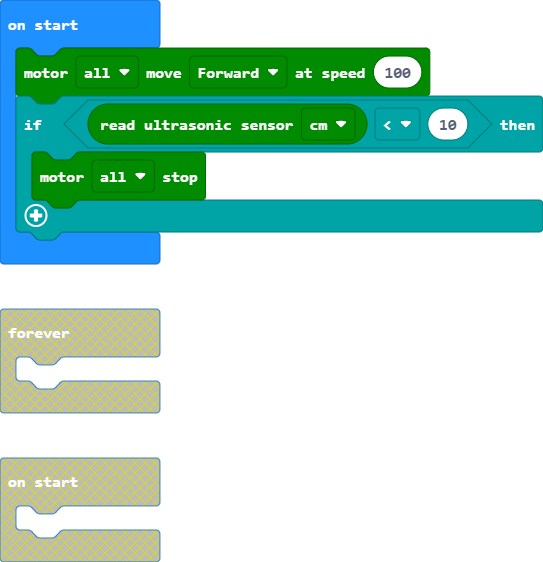 on start
motor all move Forward at speed 100
if read ultrasonic sensor cm < 10 then
motor all stop
forever
on start